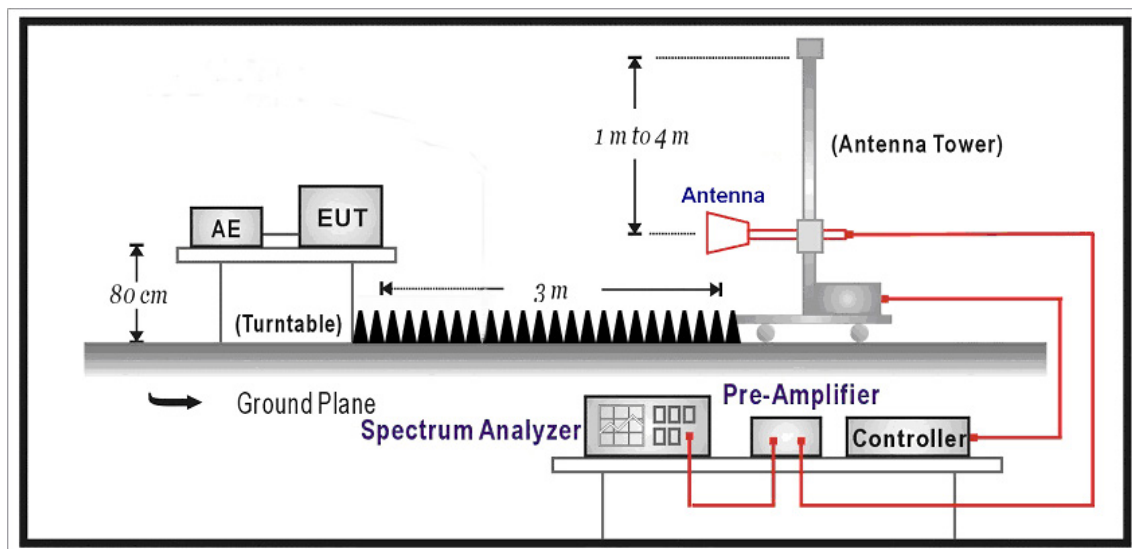 1 m to 4 m
(Antenna Tower)
Antenna
AE
EUT
80 cm
3 m
(Turntable)
Ground Plane
Pre-Amplifier
Spectrum Analyzer
Controller